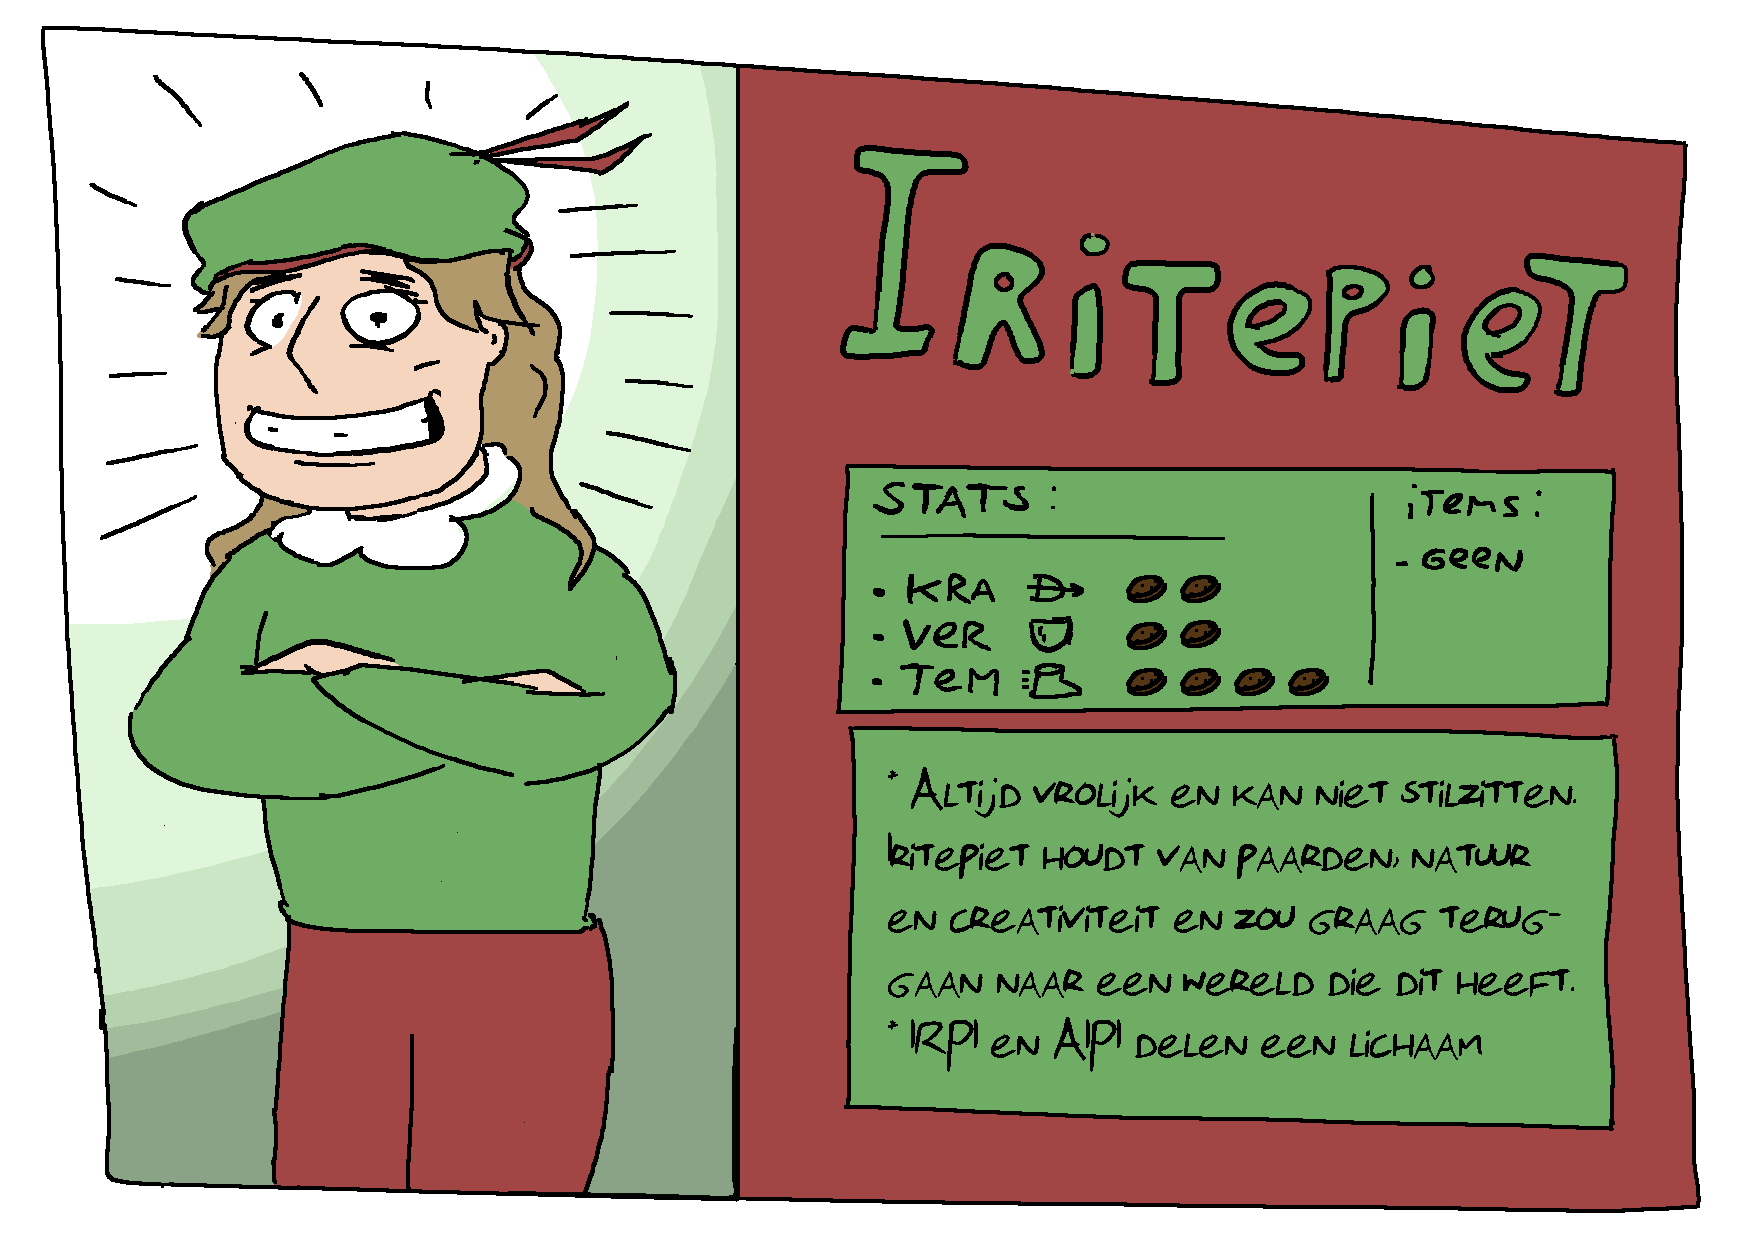 IRITEPIET
STATS:
• KRA
• VER
• TEM
iTEMS:
- GEEN
* ALTIJD VROLIJK EN KAN NIET STILZITTEN.
IRITEPIET HOUDT VAN PAARDEN, NATUUR
EN CREATIVITEIT EN ZOU GRAAG TERUG-
GAAN NAAR EEN WERELD DIE DIT HEEFT.
* IRPI EN AIPI DELEN EEN LICHAAM